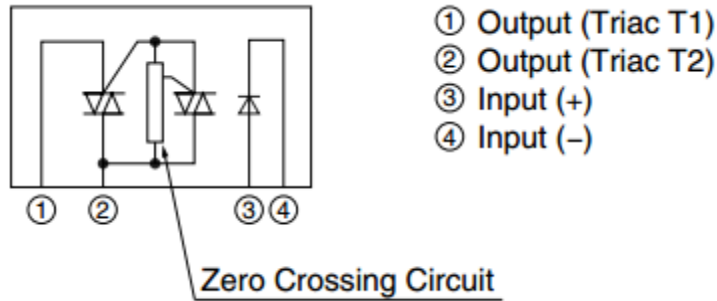 ① Output (Triac T1)
② Output (Triac T2)
③ Input (+)
④ Input (−)
① ② ③ ④
Zero Crossing Circuit